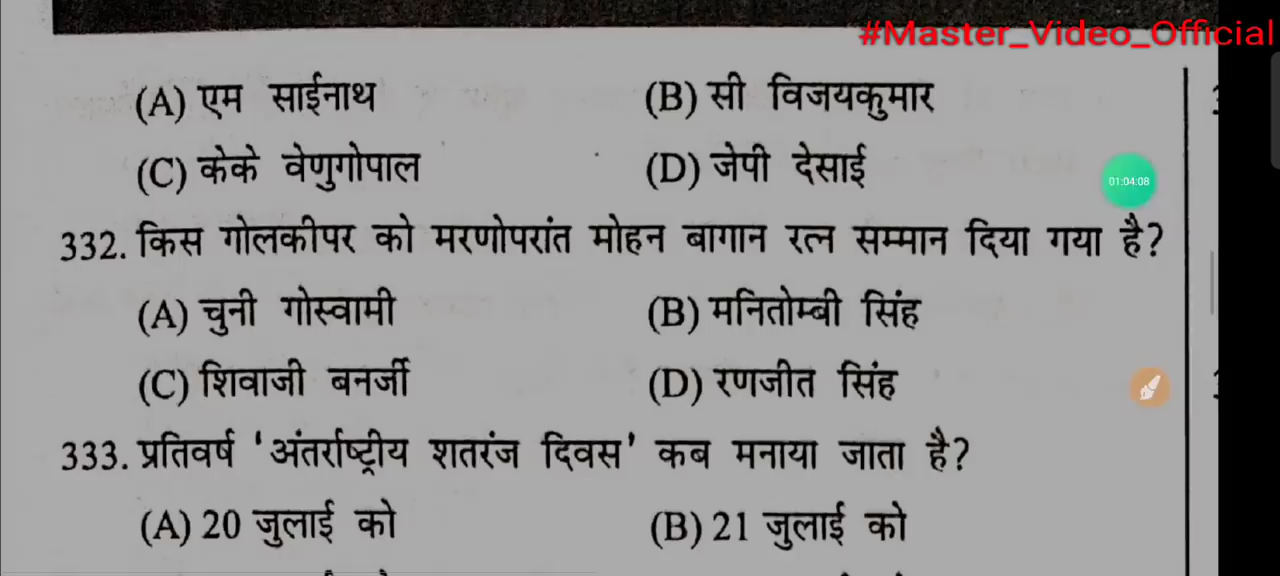 #Master_Video_Official
(A) एम साईनाथ (B) सी विजयकुमार
(C) केके वेणुगोपाल (D) जेपी देसाई
01:04:08
332. किस गोलकीपर को मरणोपरांत मोहन बागान रत्न सम्मान दिया गया है?
(A) चुनी गोस्वामी (B) मनितोम्बी सिंह
(C) शिवाजी बनर्जी (D) रणजीत सिंह
333. प्रतिवर्ष 'अंतर्राष्ट्रीय शतरंज दिवस' कब मनाया जाता है?
(A) 20 जुलाई को (B) 21 जुलाई को